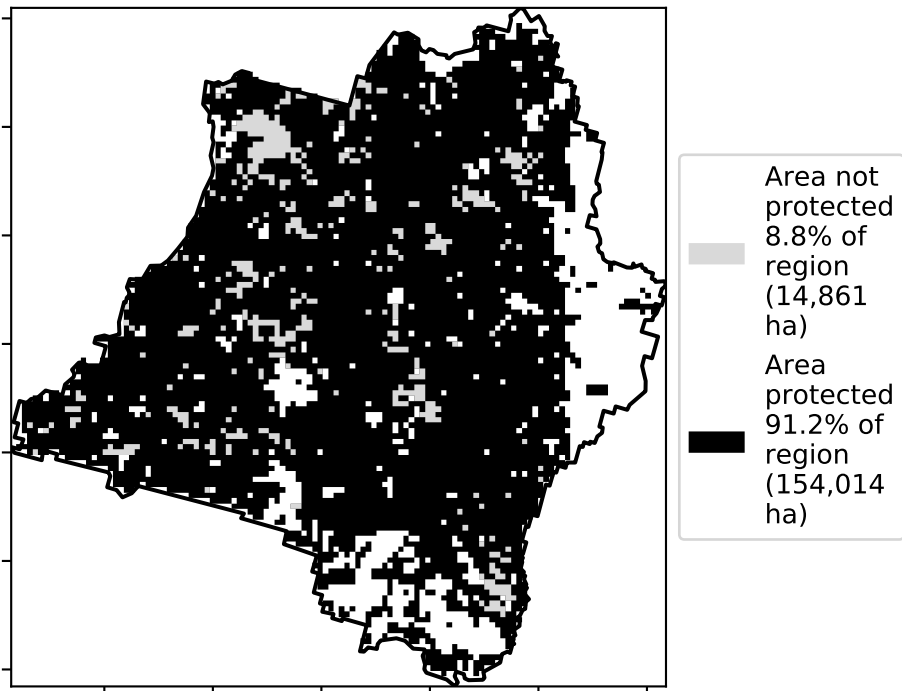 Area not
protected
8.8% of
region
(14,861
ha)
Area
protected
91.2% of
region
(154,014
ha)